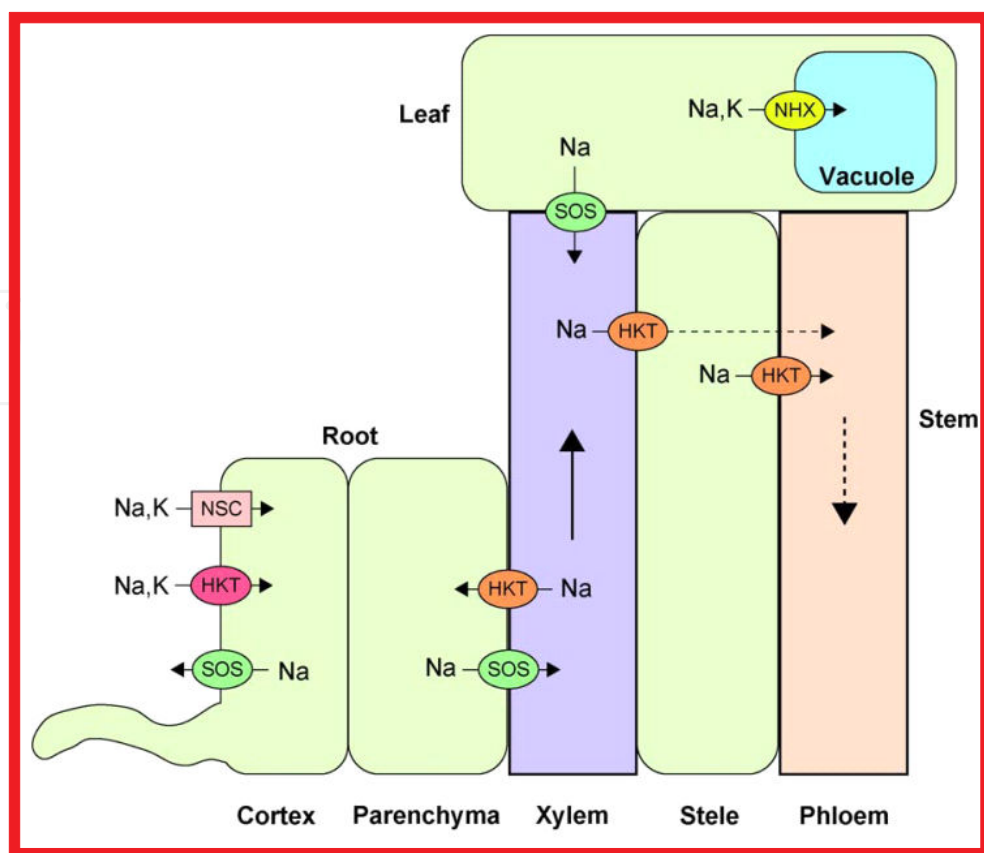 Leaf
Na,K
NHX
Vacuole
Na
SOS
Na
HKT
Na
HKT
Stem
Root
Na,K
NSC
Na,K
HKT
HKT
Na
SOS
Na
Na
SOS
Cortex
Parenchyma
Xylem
Stele
Phloem